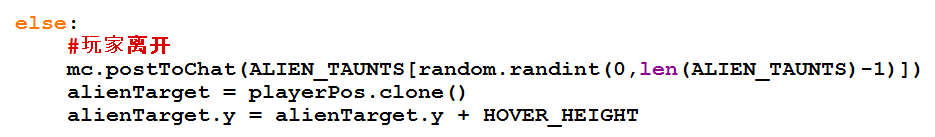 else:
    #玩家离开
    mc.postToChat(ALIEN_TAUNTS[random.randint(0,len(ALIEN_TAUNTS)-1)])
    alienTarget = playerPos.clone()
    alienTarget.y = alienTarget.y + HOVER_HEIGHT